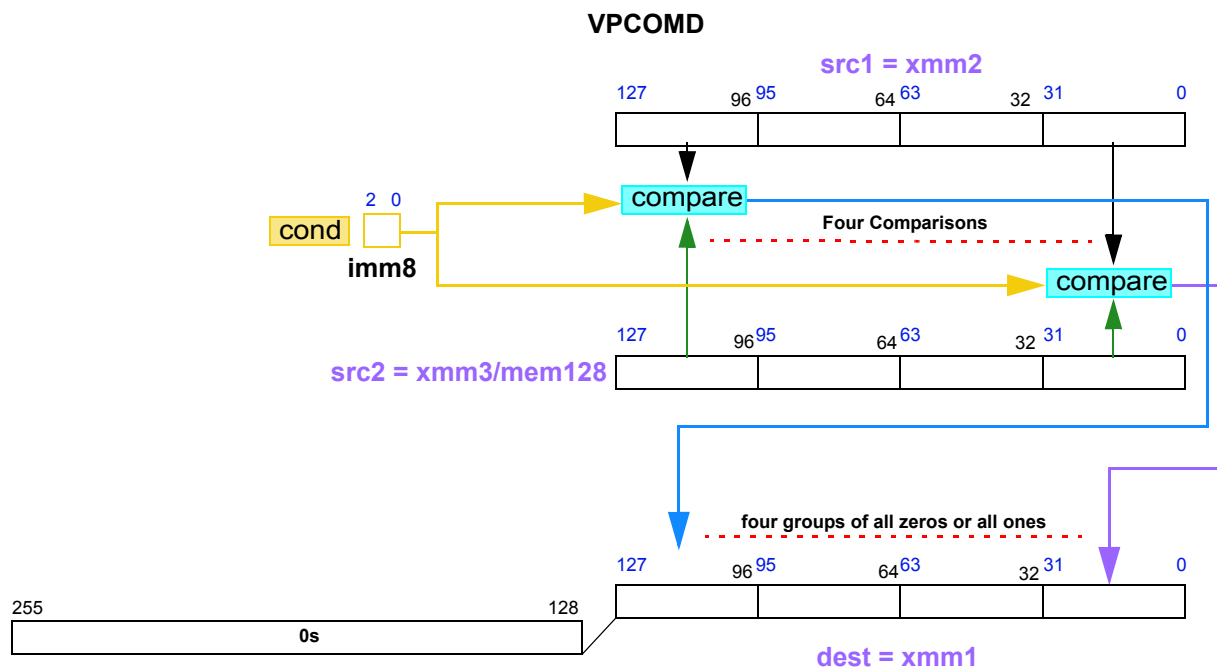 VPCOMD
src1 = xmm2
127 96 95 64 63 32 31 0
compare
2 0
cond
imm8
Four Comparisons
compare
127 96 95 64 63 32 31 0
src2 = xmm3/mem128
four groups of all zeros or all ones
127 96 95 64 63 32 31 0
255 128
0s
dest = xmm1